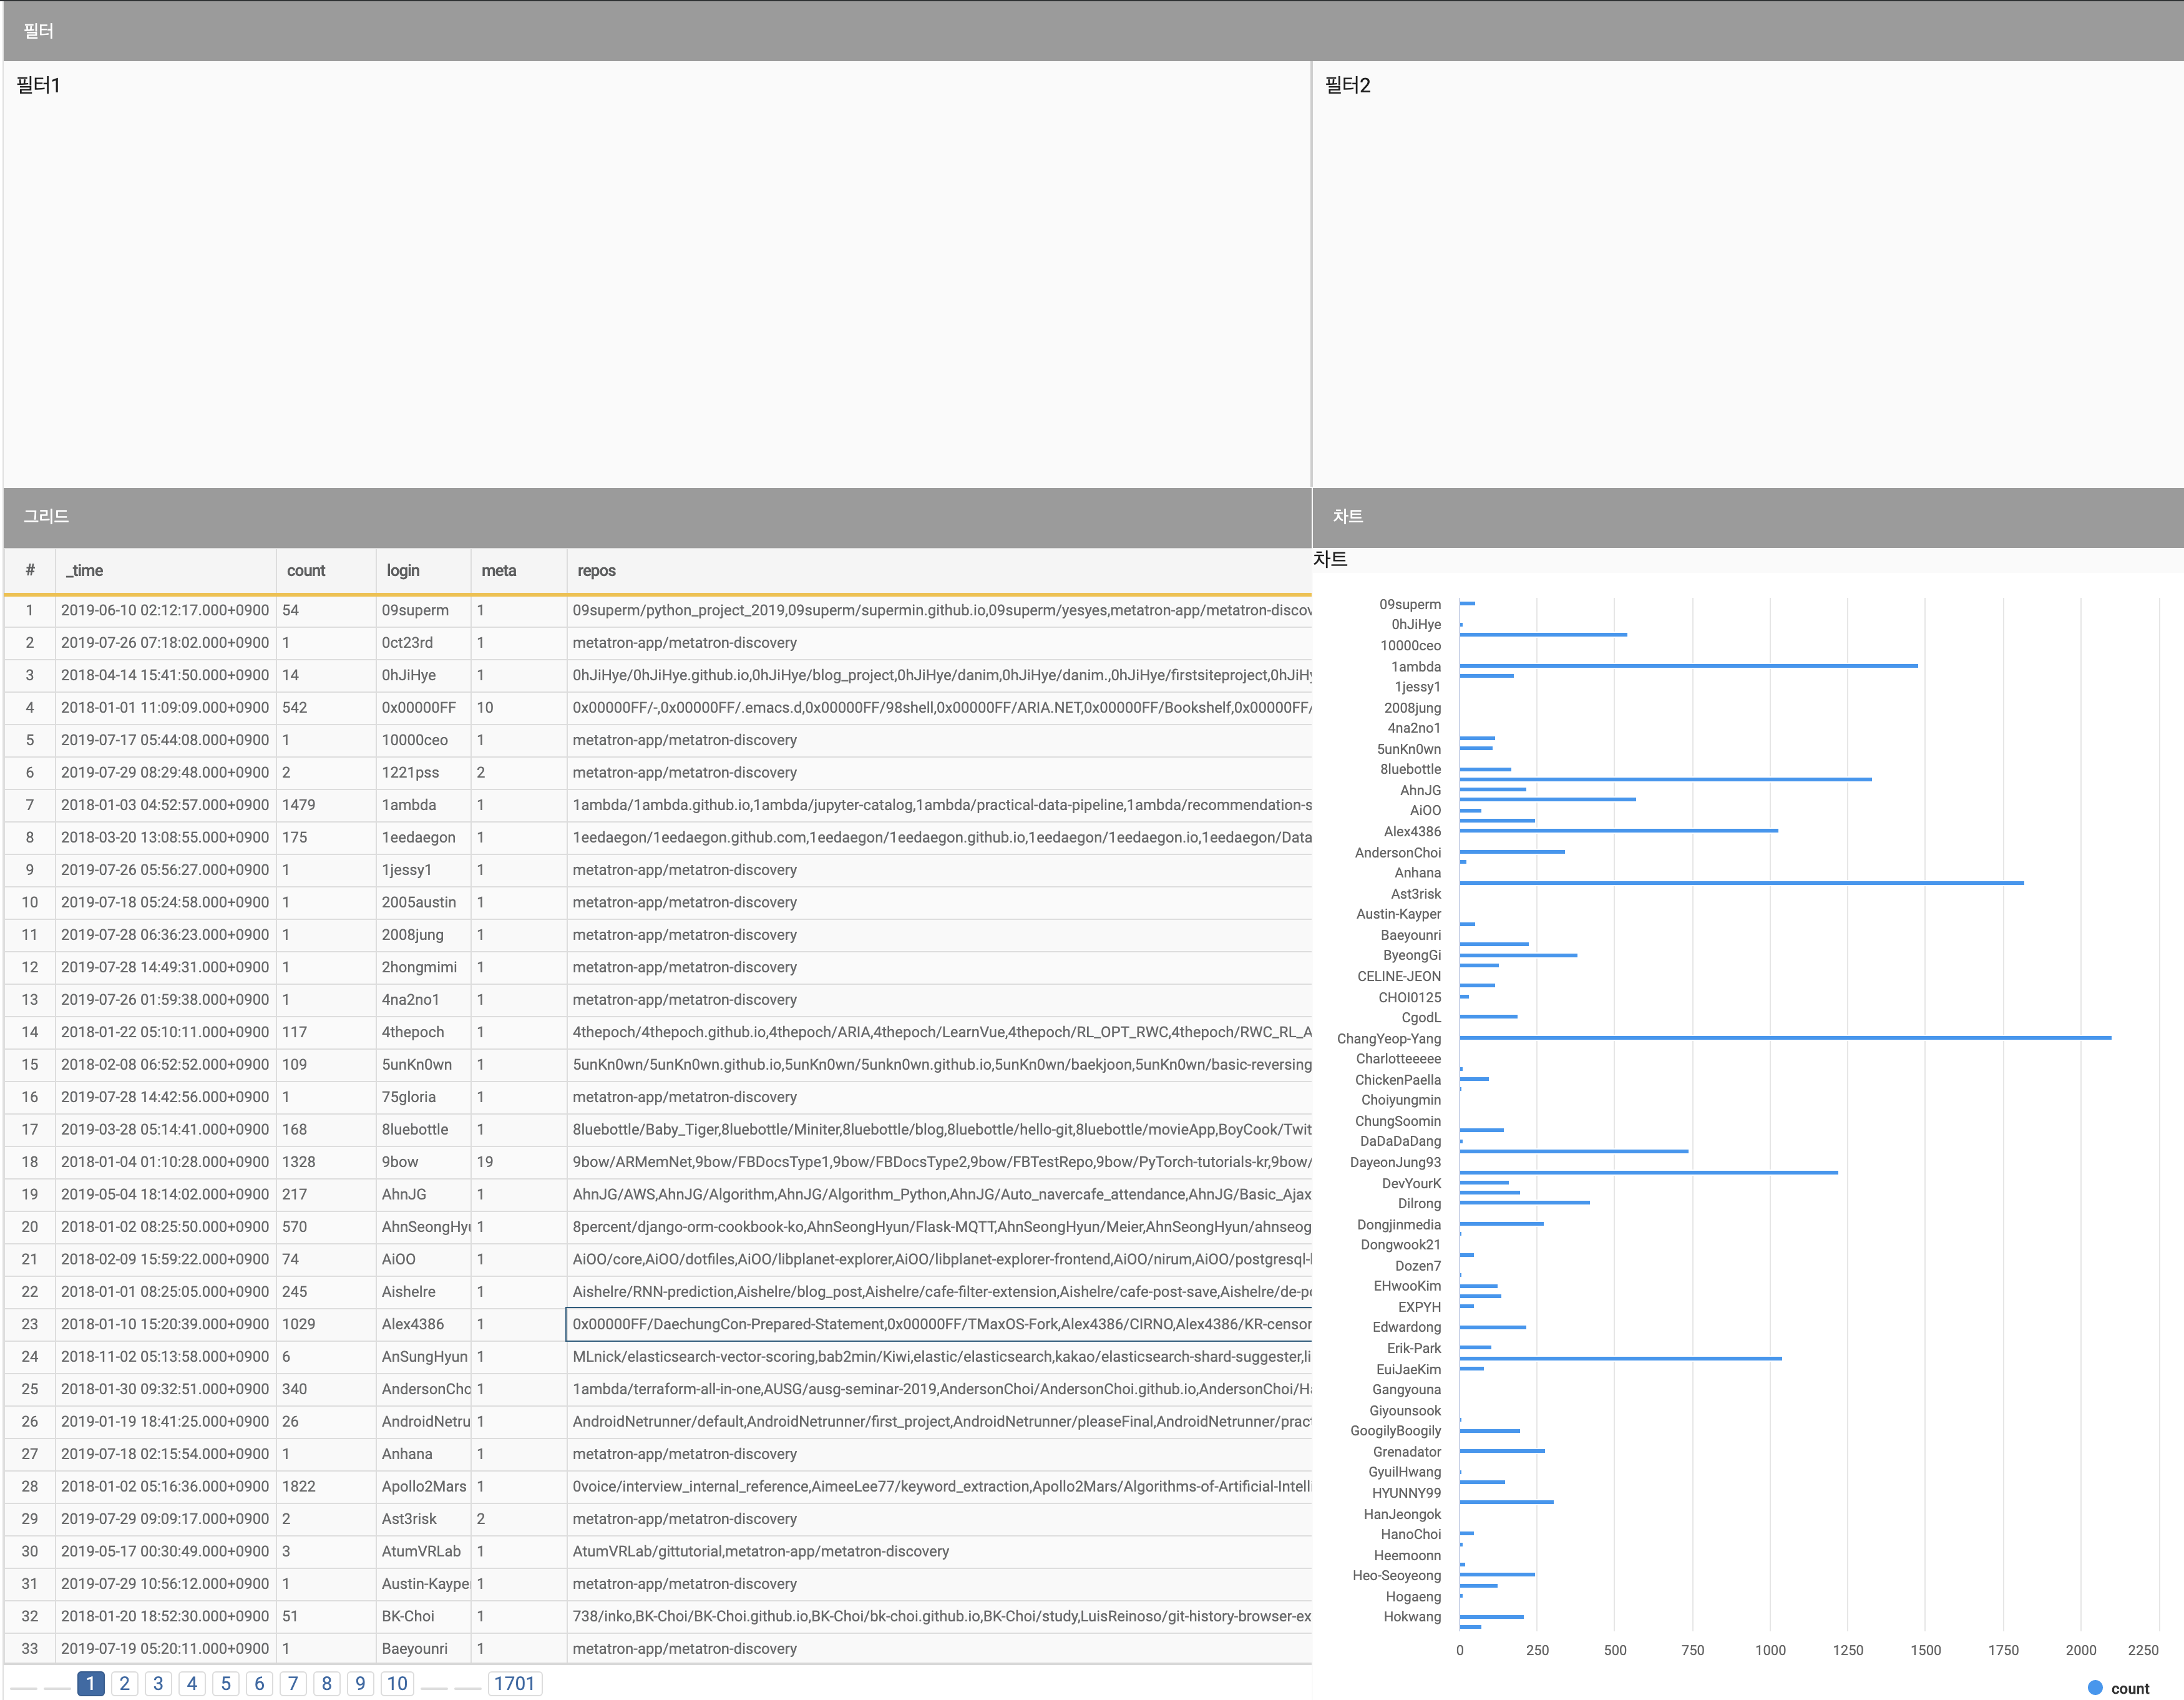 필터
필터1
필터2
그리드
# _time count login meta repos
1 2019-06-10 02:12:17.000+0900 54 09superm 1 09superm/python_project_2019,09superm/supermin.github.io,09superm/yesyes,metatron-app/metatron-discov
2 2019-07-26 07:18:02.000+0900 1 0ct23rd 1 metatron-app/metatron-discovery
3 2018-04-14 15:41:50.000+0900 14 0hJiHye 1 0hJiHye/0hJiHye.github.io,0hJiHye/blog_project,0hJiHye/danim,0hJiHye/danim.,0hJiHye/firstsiteproject,0hJiHy
4 2018-01-01 11:09:09.000+0900 542 0x00000FF 10 0x00000FF/-,0x00000FF/.emacs.d,0x00000FF/98shell,0x00000FF/ARIA.NET,0x00000FF/Bookshelf,0x00000FF/
5 2019-07-17 05:44:08.000+0900 1 10000ceo 1 metatron-app/metatron-discovery
6 2019-07-29 08:29:48.000+0900 2 1221pss 2 metatron-app/metatron-discovery
7 2018-01-03 04:52:57.000+0900 1479 1ambda 1 1ambda/1ambda.github.io,1ambda/jupyter-catalog,1ambda/practical-data-pipeline,1ambda/recommendation-s
8 2018-03-20 13:08:55.000+0900 175 1eedaegon 1 1eedaegon/1eedaegon.github.com,1eedaegon/1eedaegon.github.io,1eedaegon/1eedaegon.io,1eedaegon/Data
9 2019-07-26 05:56:27.000+0900 1 1jessy1 1 metatron-app/metatron-discovery
10 2019-07-18 05:24:58.000+0900 1 2005austin 1 metatron-app/metatron-discovery
11 2019-07-28 06:36:23.000+0900 1 2008jung 1 metatron-app/metatron-discovery
12 2019-07-28 14:49:31.000+0900 1 2hongmimi 1 metatron-app/metatron-discovery
13 2019-07-26 01:59:38.000+0900 1 4na2no1 1 metatron-app/metatron-discovery
14 2018-01-22 05:10:11.000+0900 117 4thepoch 1 4thepoch/4thepoch.github.io,4thepoch/ARIA,4thepoch/LearnVue,4thepoch/RL_OPT_RWC,4thepoch/RWC_RL_A
15 2018-02-08 06:52:52.000+0900 109 5unKn0wn 1 5unKn0wn/5unKn0wn.github.io,5unKn0wn/5unkn0wn.github.io,5unKn0wn/baekjoon,5unKn0wn/basic-reversing
16 2019-07-28 14:42:56.000+0900 1 75gloria 1 metatron-app/metatron-discovery
17 2019-03-28 05:14:41.000+0900 168 8luebottle 1 8luebottle/Baby_Tiger,8luebottle/Miniter,8luebottle/blog,8luebottle/hello-git,8luebottle/movieApp,BoyCook/Twit
18 2018-01-04 01:10:28.000+0900 1328 9bow 19 9bow/ARMemNet,9bow/FBDocsType1,9bow/FBDocsType2,9bow/FBTestRepo,9bow/PyTorch-tutorials-kr,9bow/
19 2019-05-04 18:14:02.000+0900 217 AhnJG 1 AhnJG/AWS,AhnJG/Algorithm,AhnJG/Algorithm_Python,AhnJG/Auto_navercafe_attendance,AhnJG/Basic_Ajax
20 2018-01-02 08:25:50.000+0900 570 AhnSeongHyu 1 8percent/django-orm-cookbook-ko,AhnSeongHyun/Flask-MQTT,AhnSeongHyun/Meier,AhnSeongHyun/ahnseog
21 2018-02-09 15:59:22.000+0900 74 AiOO 1 AiOO/core,AiOO/dotfiles,AiOO/libplanet-explorer,AiOO/libplanet-explorer-frontend,AiOO/nirum,AiOO/postgresql-
22 2018-01-01 08:25:05.000+0900 245 Aishelre 1 Aishelre/RNN-prediction,Aishelre/blog_post,Aishelre/cafe-filter-extension,Aishelre/cafe-post-save,Aishelre/de-p
23 2018-01-10 15:20:39.000+0900 1029 Alex4386 1 0x00000FF/DaechungCon-Prepared-Statement,0x00000FF/TMaxOS-Fork,Alex4386/CIRNO,Alex4386/KR-censor
24 2018-11-02 05:13:58.000+0900 6 AnSungHyun 1 MLnick/elasticsearch-vector-scoring,bab2min/Kiwi,elastic/elasticsearch,kakao/elasticsearch-shard-suggester,li
25 2018-01-30 09:32:51.000+0900 340 AndersonCho 1 1ambda/terraform-all-in-one,AUSG/ausg-seminar-2019,AndersonChoi/AndersonChoi.github.io,AndersonChoi/Ha
26 2019-01-19 18:41:25.000+0900 26 AndroidNetru 1 AndroidNetrunner/default,AndroidNetrunner/first_project,AndroidNetrunner/pleaseFinal,AndroidNetrunner/prac
27 2019-07-18 02:15:54.000+0900 1 Anhana 1 metatron-app/metatron-discovery
28 2018-01-02 05:16:36.000+0900 1822 Apollo2Mars 1 0voice/interview_internal_reference,AimeeLee77/keyword_extraction,Apollo2Mars/Algorithms-of-Artificial-Intell
29 2019-07-29 09:09:17.000+0900 2 Ast3risk 2 metatron-app/metatron-discovery
30 2019-05-17 00:30:49.000+0900 3 AtumVRLab 1 AtumVRLab/gittutorial,metatron-app/metatron-discovery
31 2019-07-29 10:56:12.000+0900 1 Austin-Kaype 1 metatron-app/metatron-discovery
32 2018-01-20 18:52:30.000+0900 51 BK-Choi 1 738/inko,BK-Choi/BK-Choi.github.io,BK-Choi/bk-choi.github.io,BK-Choi/study,LuisReinoso/git-history-browser-ex
33 2019-07-19 05:20:11.000+0900 1 Baeyounri 1 metatron-app/metatron-discovery
1 2 3 4 5 6 7 8 9 10 1701
차트
차트
09superm
0hJiHye
10000ceo
1ambda
1jessy1
2008jung
4na2no1
5unKn0wn
8luebottle
AhnJG
AiOO
Alex4386
AndersonChoi
Anhana
Ast3risk
Austin-Kayper
Baeyounri
ByeongGi
CELINE-JEON
CHOI0125
CgodL
ChangYeop-Yang
Charlotteeeee
ChickenPaella
Choiyungmin
ChungSoomin
DaDaDaDang
DayeonJung93
DevYourK
Dilrong
Dongjinmedia
Dongwook21
Dozen7
EHwooKim
EXPYH
Edwardong
Erik-Park
EuiJaeKim
Gangyouna
Giyounsook
GoogilyBoogily
Grenadator
GyuilHwang
HYUNNY99
HanJeongok
HanoChoi
Heemoonn
Heo-Seoyeong
Hogaeng
Hokwang
0 250 500 750 1000 1250 1500 1750 2000 2250
count